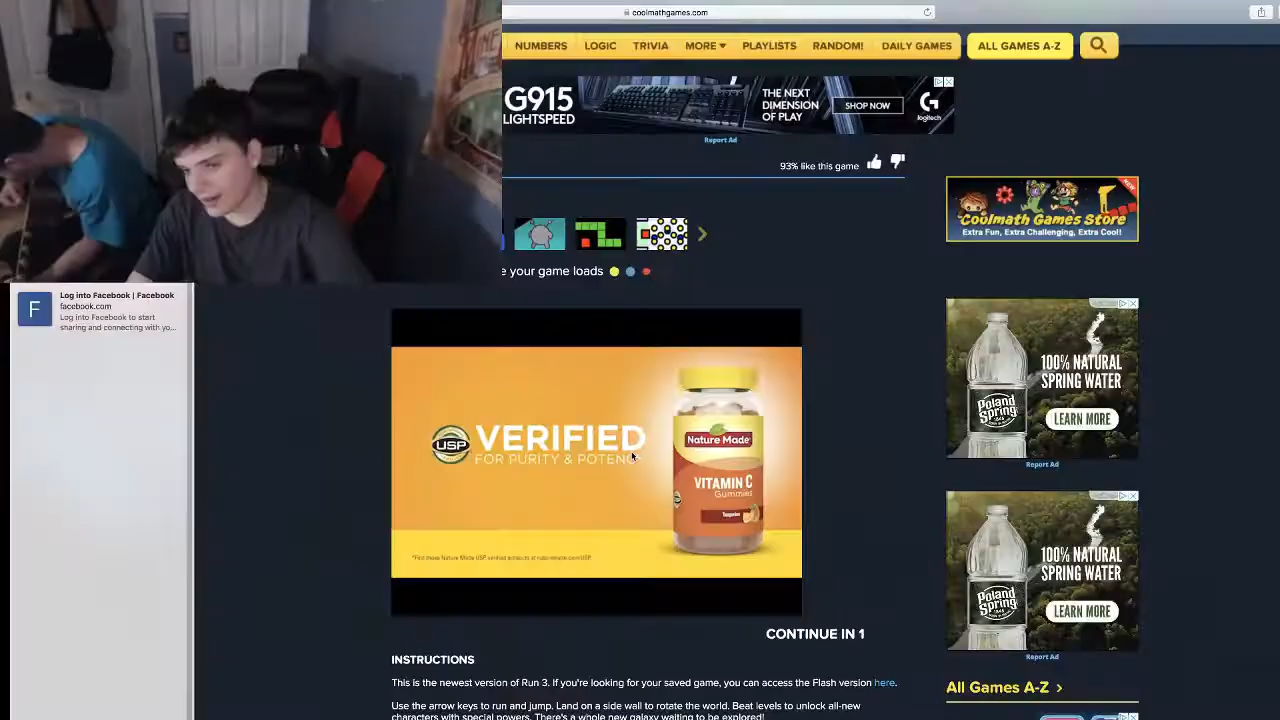 coolmathgames.com
NUMBERS LOGIC TRIVIA MORE PLAYLISTS RANDOM! DAILY GAMES ALL GAMES A-Z
G915
LIGHTSPEED
THE NEXT
DIMENSION
OF PLAY
SHOP NOW
G
logitech
Report Ad
93% like this game
NEW
Coolmath Games Store
Extra Fun, Extra Challenging, Extra Cool!
e your game loads
F
Log into Facebook | Facebook
facebook.com
Log into Facebook to start
sharing and connecting with yo...
USP
VERIFIED
FOR PURITY & POTENC
Nature Made
VITAMIN C
Gummies
Tangerine
100% NATURAL
SPRING WATER
Poland
Spring
LEARN MORE
Report Ad
100% NATURAL
SPRING WATER
Poland
Spring
LEARN MORE
Report Ad
CONTINUE IN 1
INSTRUCTIONS
This is the newest version of Run 3. If you're looking for your saved game, you can access the Flash version here.
Use the arrow keys to run and jump. Land on a side wall to rotate the world. Beat levels to unlock all-new
characters with special powers. There's a whole new galaxy waiting to be explored!
All Games A-Z >